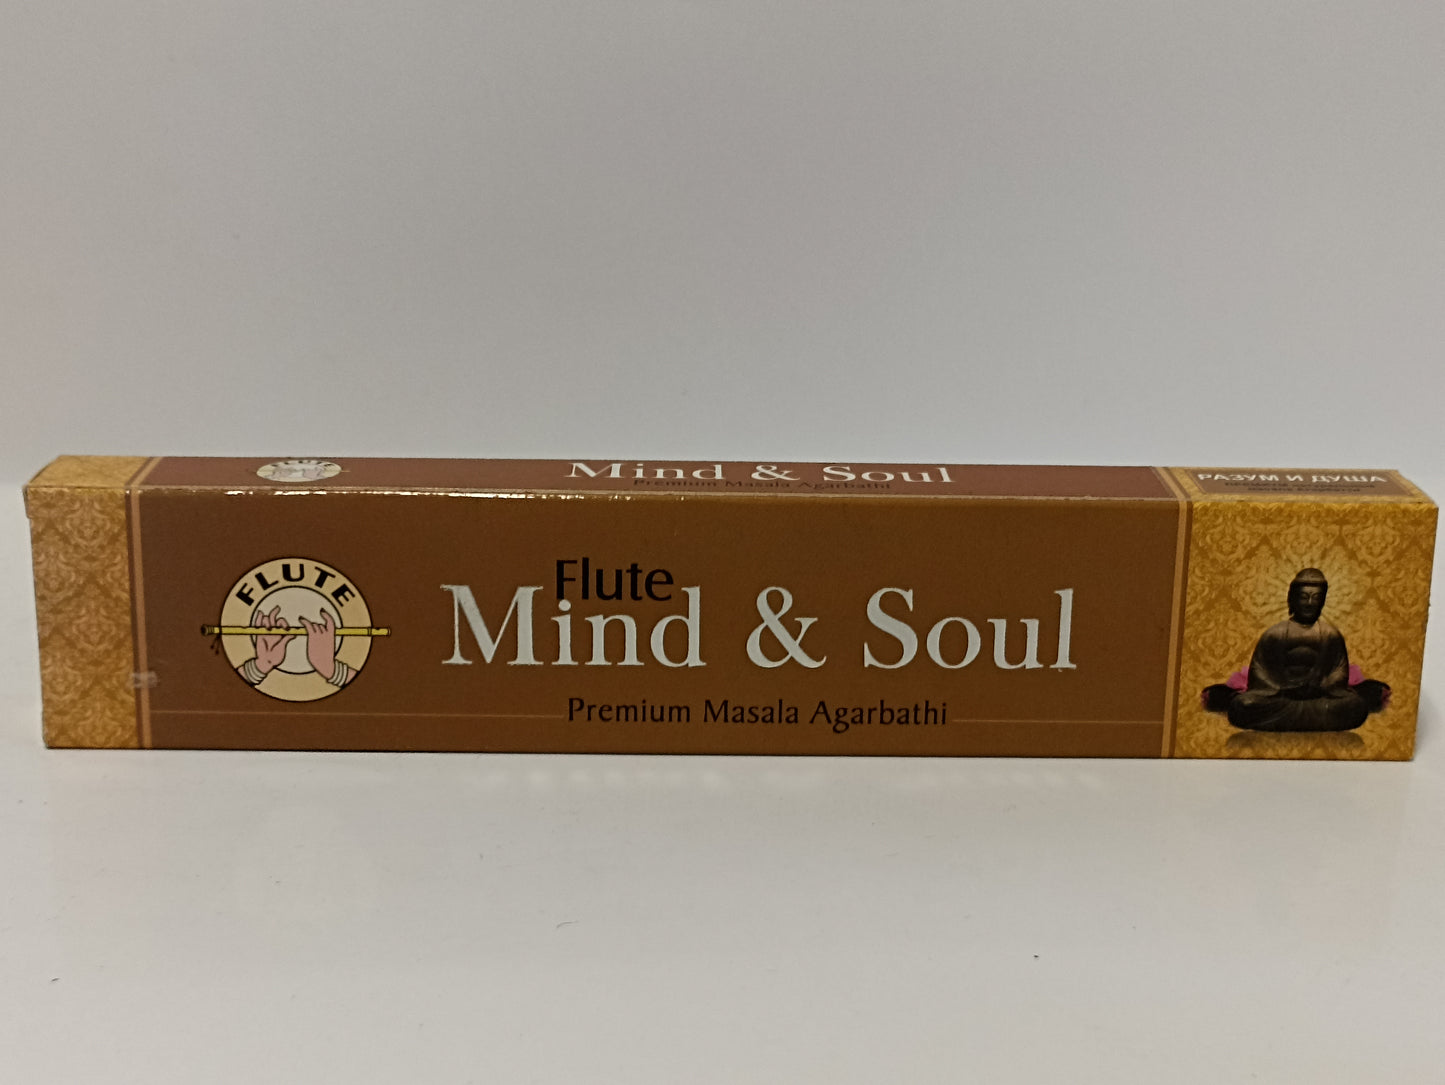 Mind & Soul
Premium Masala Agarbathi
РАЗУМ И ДУША
FLUTE
Flute
Mind & Soul
Premium Masala Agarbathi